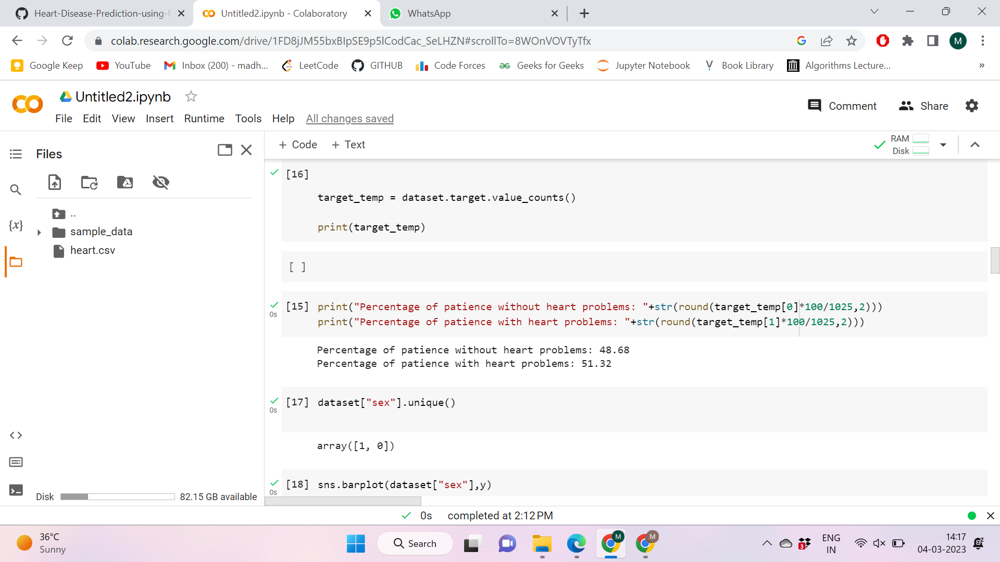 Heart-Disease-Prediction-using-
Untitled2.ipynb - Colaboratory
WhatsApp
colab.research.google.com/drive/1FD8jJM55bxBIpSE9p5lCodCac_SeLHZN#scrollTo=8WOnVOVTyTfx
M
Google Keep
YouTube
Inbox (200) - madh...
LeetCode
GITHUB
Code Forces
Geeks for Geeks
Jupyter Notebook
Book Library
Algorithms Lecture...
»
Untitled2.ipynb
File Edit View Insert Runtime Tools Help All changes saved
Comment
Share
Files
+ Code + Text
RAM
Disk
{x}
..
sample_data
heart.csv
[16]
target_temp = dataset.target.value_counts()
print(target_temp)
[ ]
[15] print("Percentage of patience without heart problems: "+str(round(target_temp[0]*100/1025,2)))
0s
print("Percentage of patience with heart problems: "+str(round(target_temp[1]*100/1025,2)))
Percentage of patience without heart problems: 48.68
Percentage of patience with heart problems: 51.32
[17] dataset["sex"].unique()
0s
array([1, 0])
[18] sns.barplot(dataset["sex"],y)
0s
Disk 82.15 GB available
0s completed at 2:12 PM
36°C
Sunny
Search
M
M
3
ENG
IN
14:17
04-03-2023